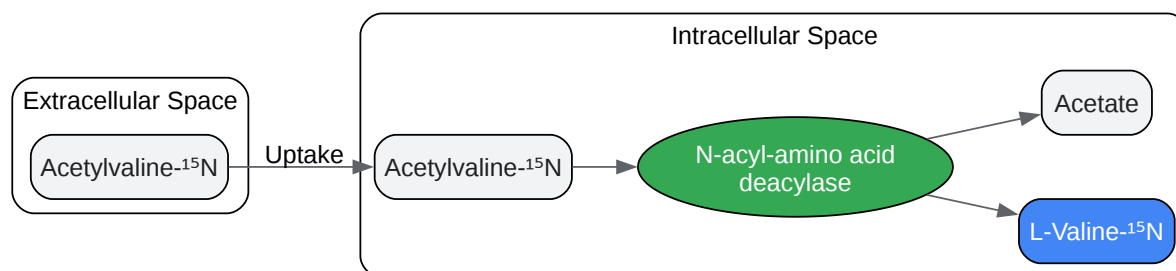 Intracellular Space
Extracellular Space
Acetylvaline-¹⁵N
Uptake
Acetylvaline-¹⁵N
N-acyl-amino acid
deacylase
Acetate
L-Valine-¹⁵N